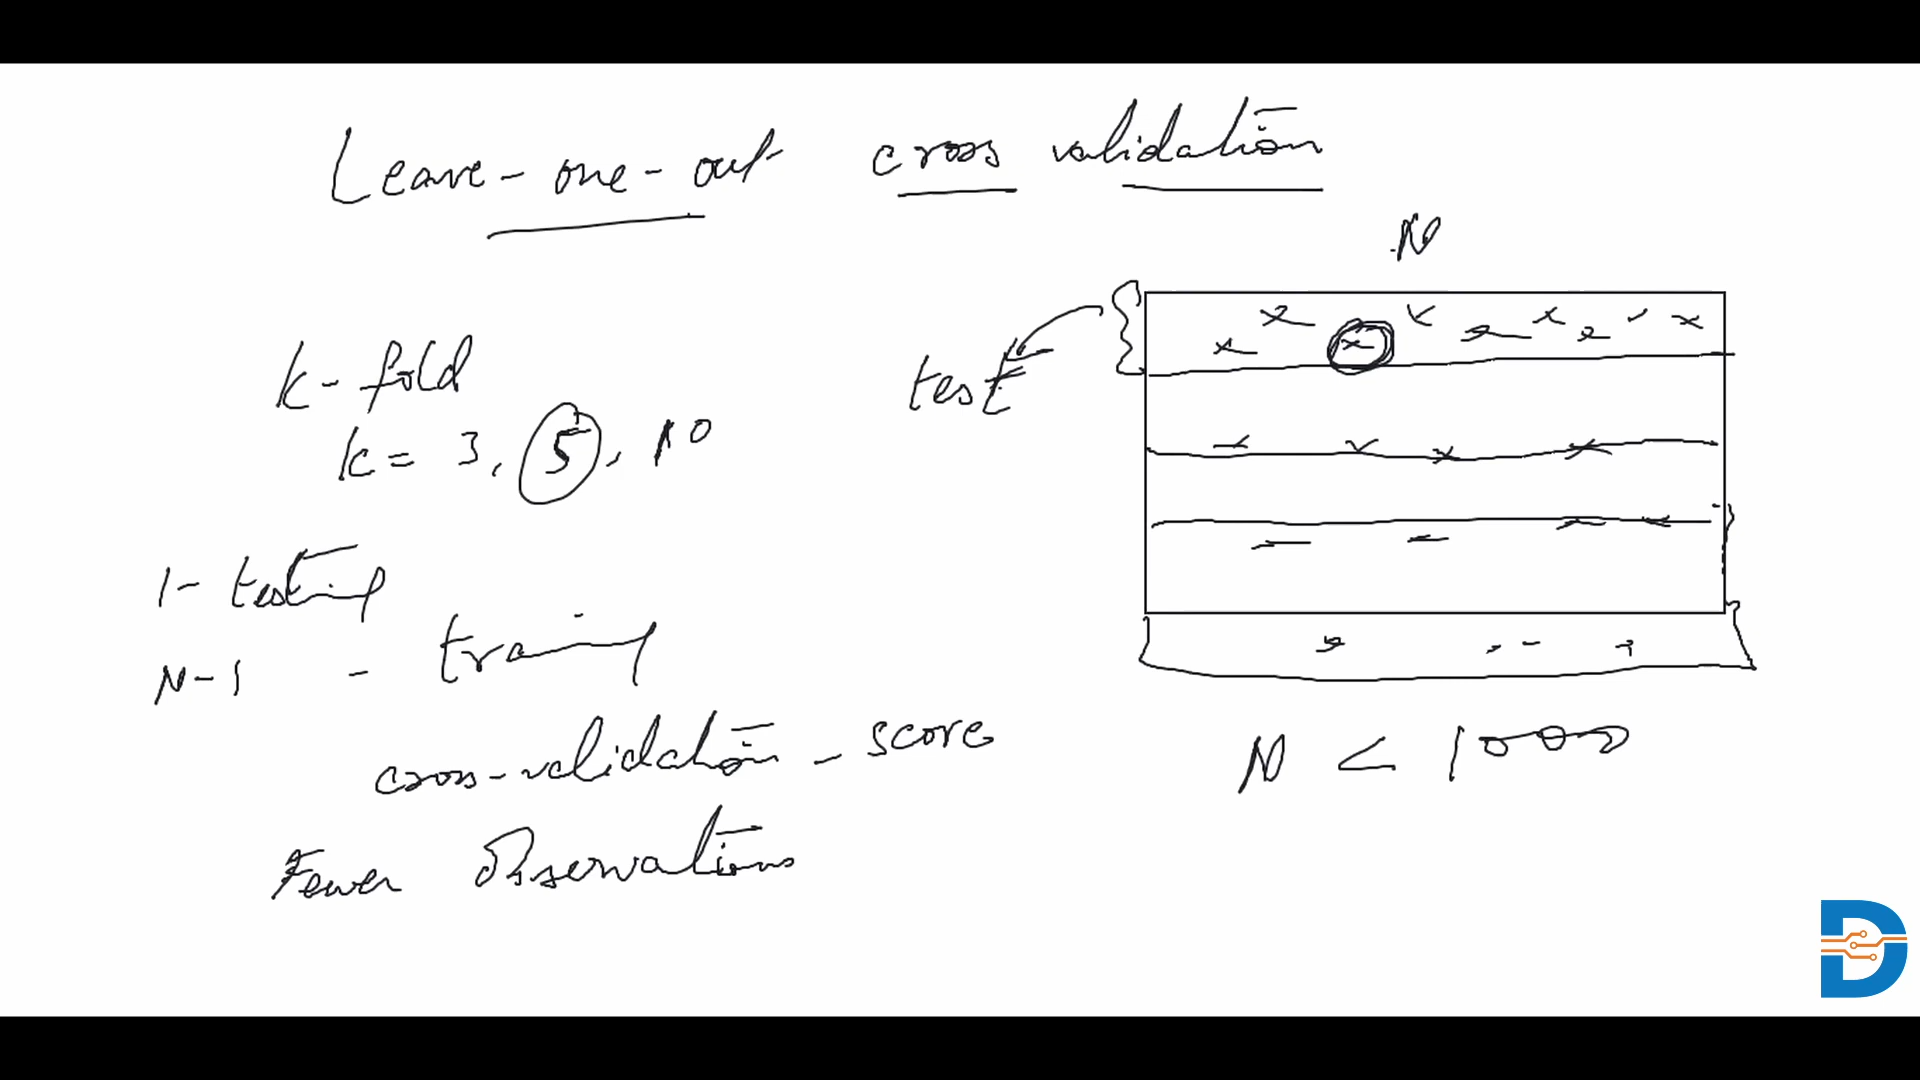 Leave-one-out cross validation
N
k-fold
test
k = 3, 5, 10
1- testing
N-1 - training
cross-validation-score
N < 1000
Fewer Observations
D